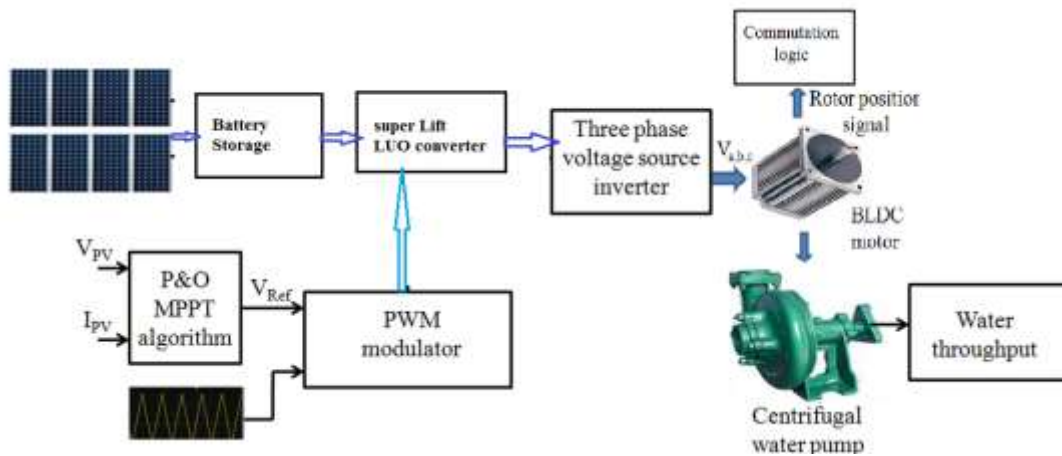 Commutation
logic
Rotor position
signal
Battery
Storage
super Lift
LUO converter
Three phase
voltage source
inverter
Va,b,c
BLDC
motor
VPV
IPV
P&O
MPPT
algorithm
VRef
PWM
modulator
Water
throughput
Centrifugal
water pump